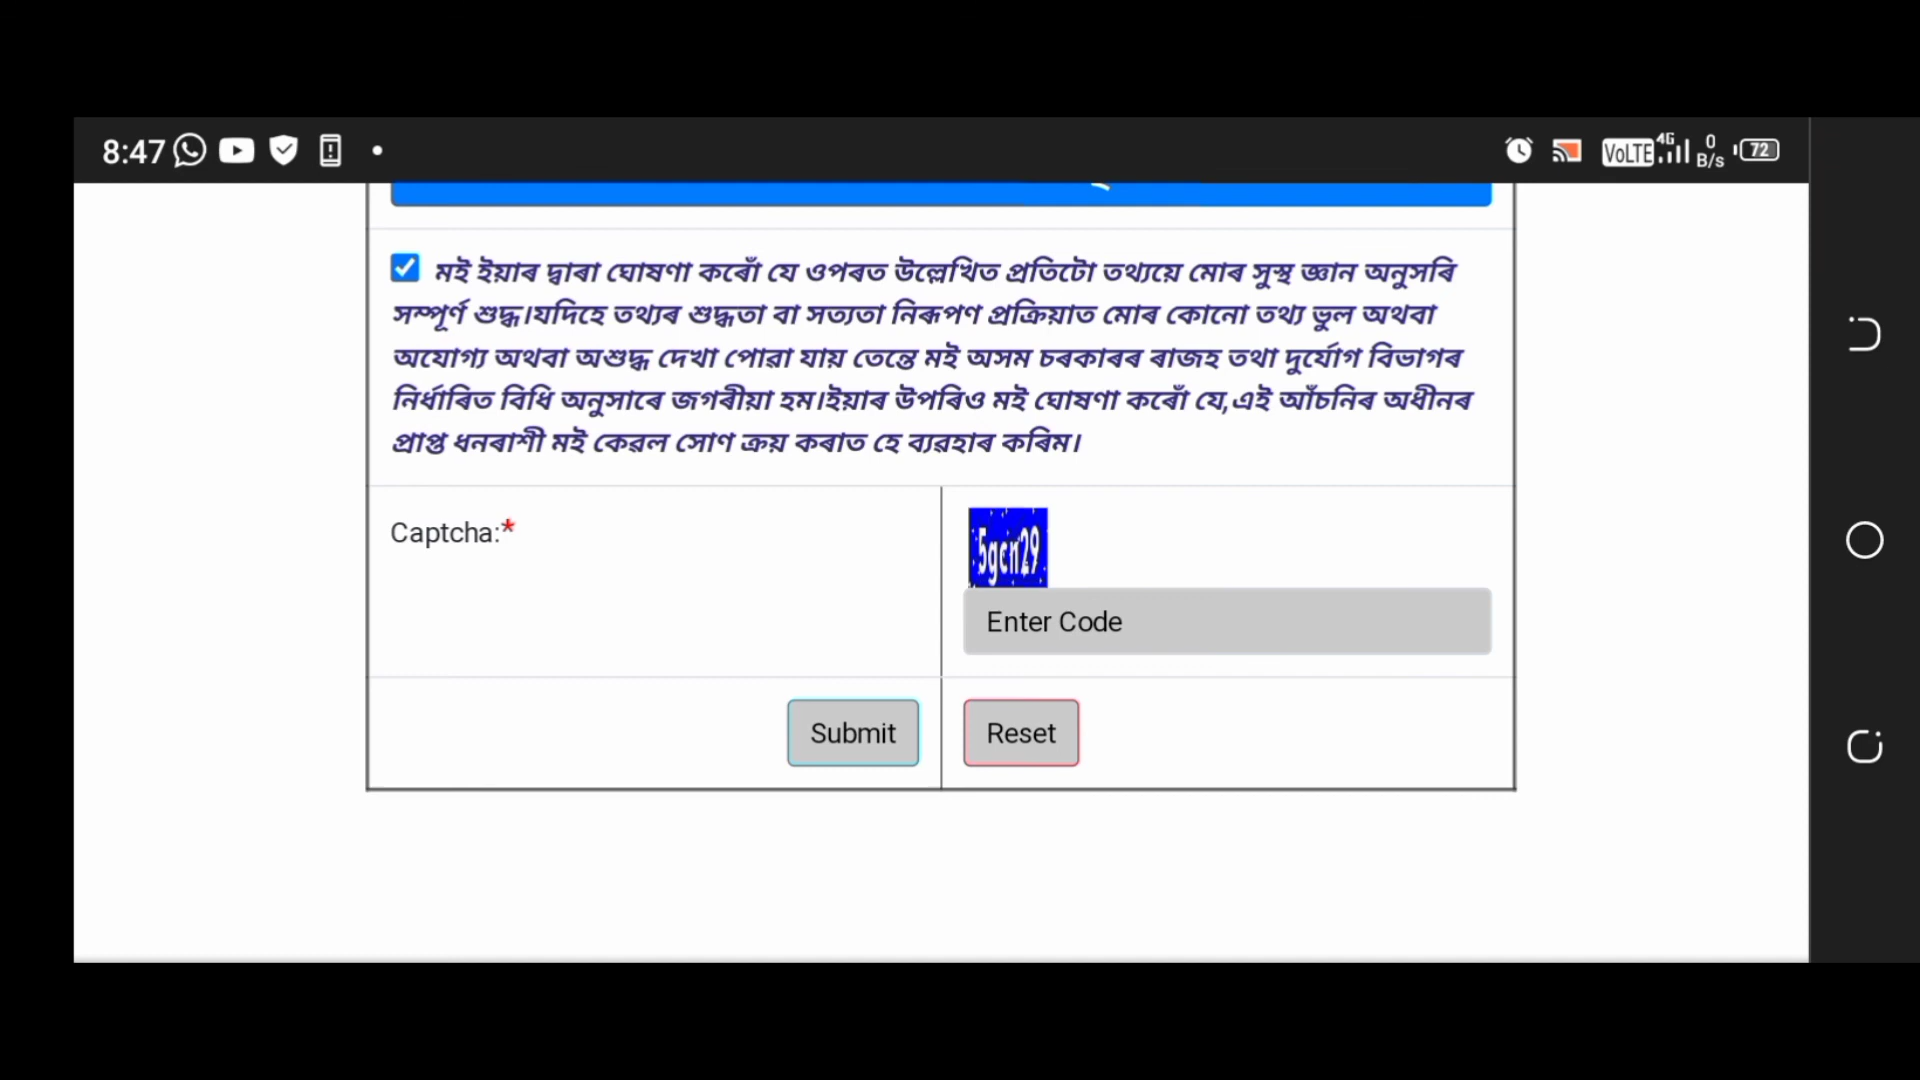 8:47 VoLTE 4G 0 B/s 72
মই ইয়াৰ দ্বাৰা ঘোষণা কৰোঁ যে ওপৰত উল্লেখিত প্ৰতিটো তথ্যয়ে মোৰ সুস্থ জ্ঞান অনুসৰি
সম্পূৰ্ণ শুদ্ধ।যদিহে তথ্যৰ শুদ্ধতা বা সত্যতা নিৰূপণ প্ৰক্ৰিয়াত মোৰ কোনো তথ্য ভুল অথবা
অযোগ্য অথবা অশুদ্ধ দেখা পোৱা যায় তেন্তে মই অসম চৰকাৰৰ ৰাজহ তথা দুৰ্যোগ বিভাগৰ
নিৰ্ধাৰিত বিধি অনুসাৰে জগৰীয়া হম।ইয়াৰ উপৰিও মই ঘোষণা কৰোঁ যে,এই আঁচনিৰ অধীনৰ
প্ৰাপ্ত ধনৰাশী মই কেৱল সোণ ক্ৰয় কৰাত হে ব্যৱহাৰ কৰিম।
Captcha:*
5gcn29
Enter Code
Submit Reset